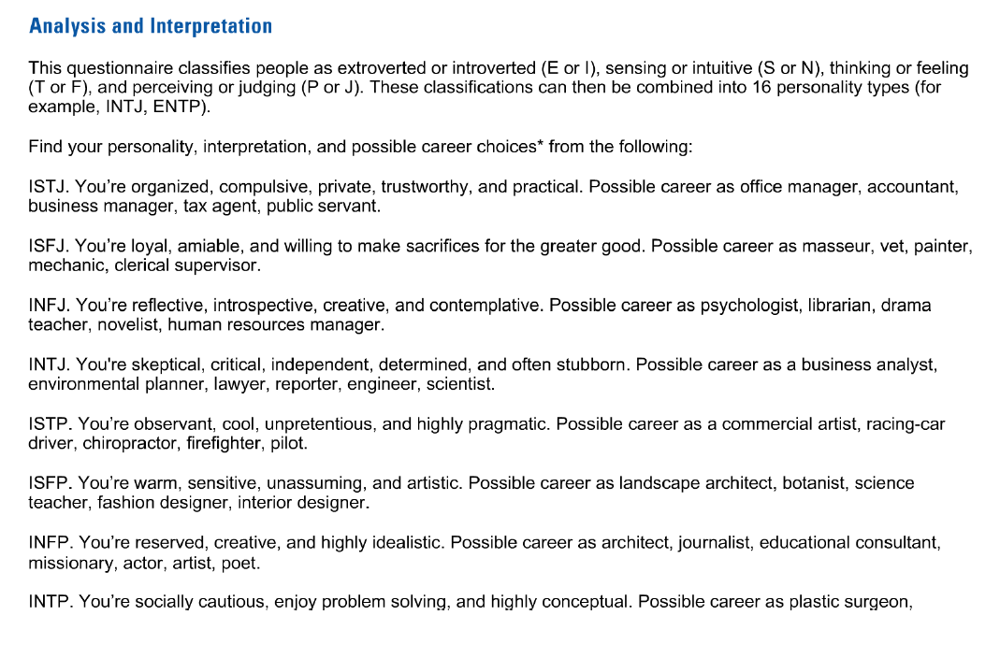 Analysis and Interpretation
This questionnaire classifies people as extroverted or introverted (E or I), sensing or intuitive (S or N), thinking or feeling
(T or F), and perceiving or judging (P or J). These classifications can then be combined into 16 personality types (for
example, INTJ, ENTP).
Find your personality, interpretation, and possible career choices* from the following:
ISTJ. You’re organized, compulsive, private, trustworthy, and practical. Possible career as office manager, accountant,
business manager, tax agent, public servant.
ISFJ. You’re loyal, amiable, and willing to make sacrifices for the greater good. Possible career as masseur, vet, painter,
mechanic, clerical supervisor.
INFJ. You’re reflective, introspective, creative, and contemplative. Possible career as psychologist, librarian, drama
teacher, novelist, human resources manager.
INTJ. You're skeptical, critical, independent, determined, and often stubborn. Possible career as a business analyst,
environmental planner, lawyer, reporter, engineer, scientist.
ISTP. You’re observant, cool, unpretentious, and highly pragmatic. Possible career as a commercial artist, racing-car
driver, chiropractor, firefighter, pilot.
ISFP. You’re warm, sensitive, unassuming, and artistic. Possible career as landscape architect, botanist, science
teacher, fashion designer, interior designer.
INFP. You’re reserved, creative, and highly idealistic. Possible career as architect, journalist, educational consultant,
missionary, actor, artist, poet.
INTP. You’re socially cautious, enjoy problem solving, and highly conceptual. Possible career as plastic surgeon,